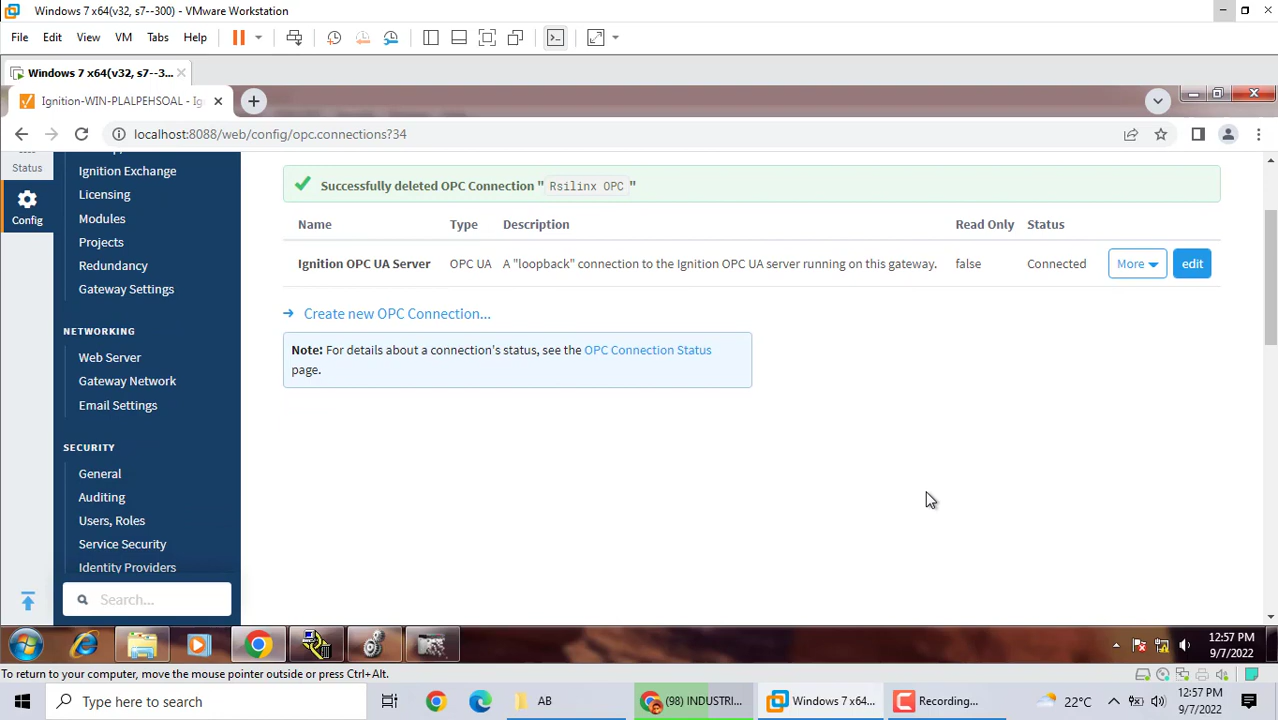 Windows 7 x64(v32, s7--300) - VMware Workstation
File Edit View VM Tabs Help
Windows 7 x64(v32, s7--3...
Ignition-WIN-PLALPEHSOAL - Ig
localhost:8088/web/config/opc.connections?34
Status
Config
Ignition Exchange
Licensing
Modules
Projects
Redundancy
Gateway Settings
NETWORKING
Web Server
Gateway Network
Email Settings
SECURITY
General
Auditing
Users, Roles
Service Security
Identity Providers
Search...
Successfully deleted OPC Connection " Rsilinx OPC "
Name Type Description Read Only Status
Ignition OPC UA Server OPC UA A "loopback" connection to the Ignition OPC UA server running on this gateway. false Connected More edit
Create new OPC Connection...
Note: For details about a connection's status, see the OPC Connection Status
page.
12:57 PM
9/7/2022
To return to your computer, move the mouse pointer outside or press Ctrl+Alt.
Type here to search
AB
(98) INDUSTRI...
Windows 7 x64...
Recording...
22°C
12:57 PM
9/7/2022